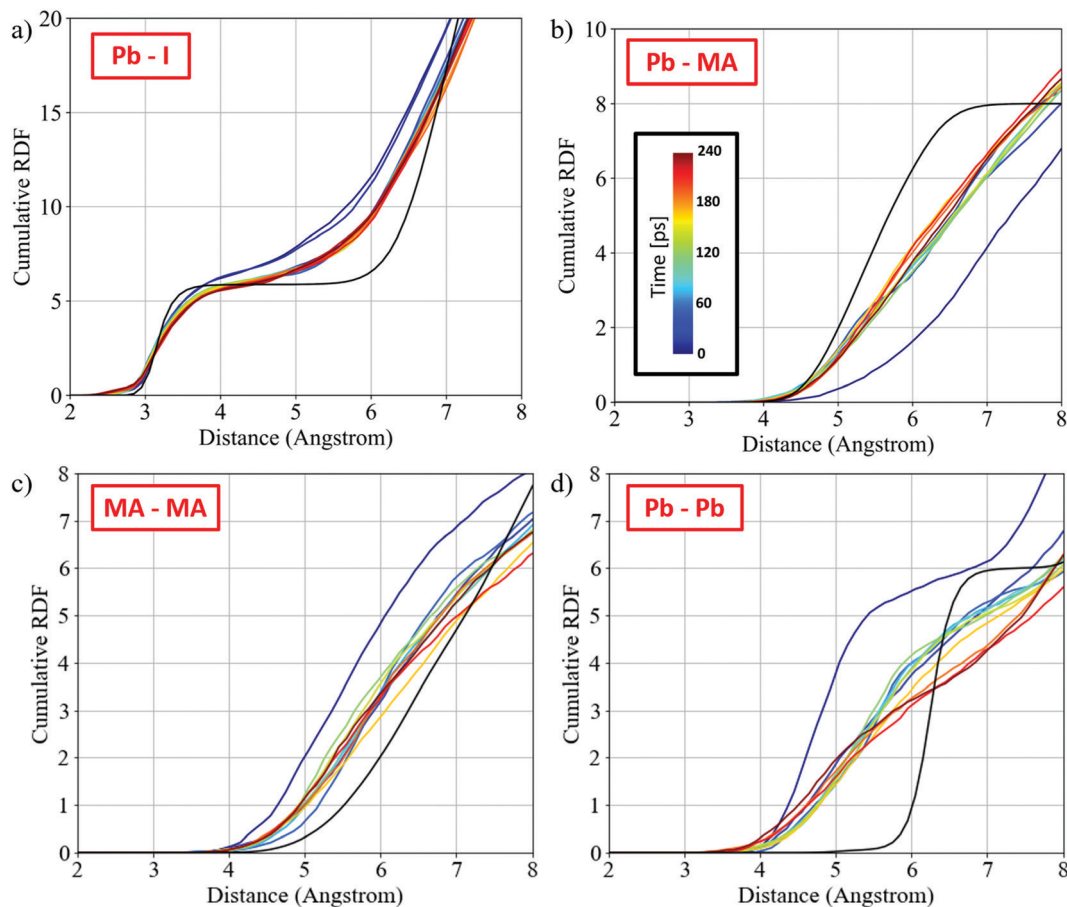 a)
Pb - I
Cumulative RDF
20
15
10
5
0
2 3 4 5 6 7 8
Distance (Angstrom)
b)
Pb - MA
Cumulative RDF
10
8
6
4
2
0
Time [ps]
240
180
120
60
0
2 3 4 5 6 7 8
Distance (Angstrom)
c)
MA - MA
Cumulative RDF
8
7
6
5
4
3
2
1
0
2 3 4 5 6 7 8
Distance (Angstrom)
d)
Pb - Pb
Cumulative RDF
8
7
6
5
4
3
2
1
0
2 3 4 5 6 7 8
Distance (Angstrom)